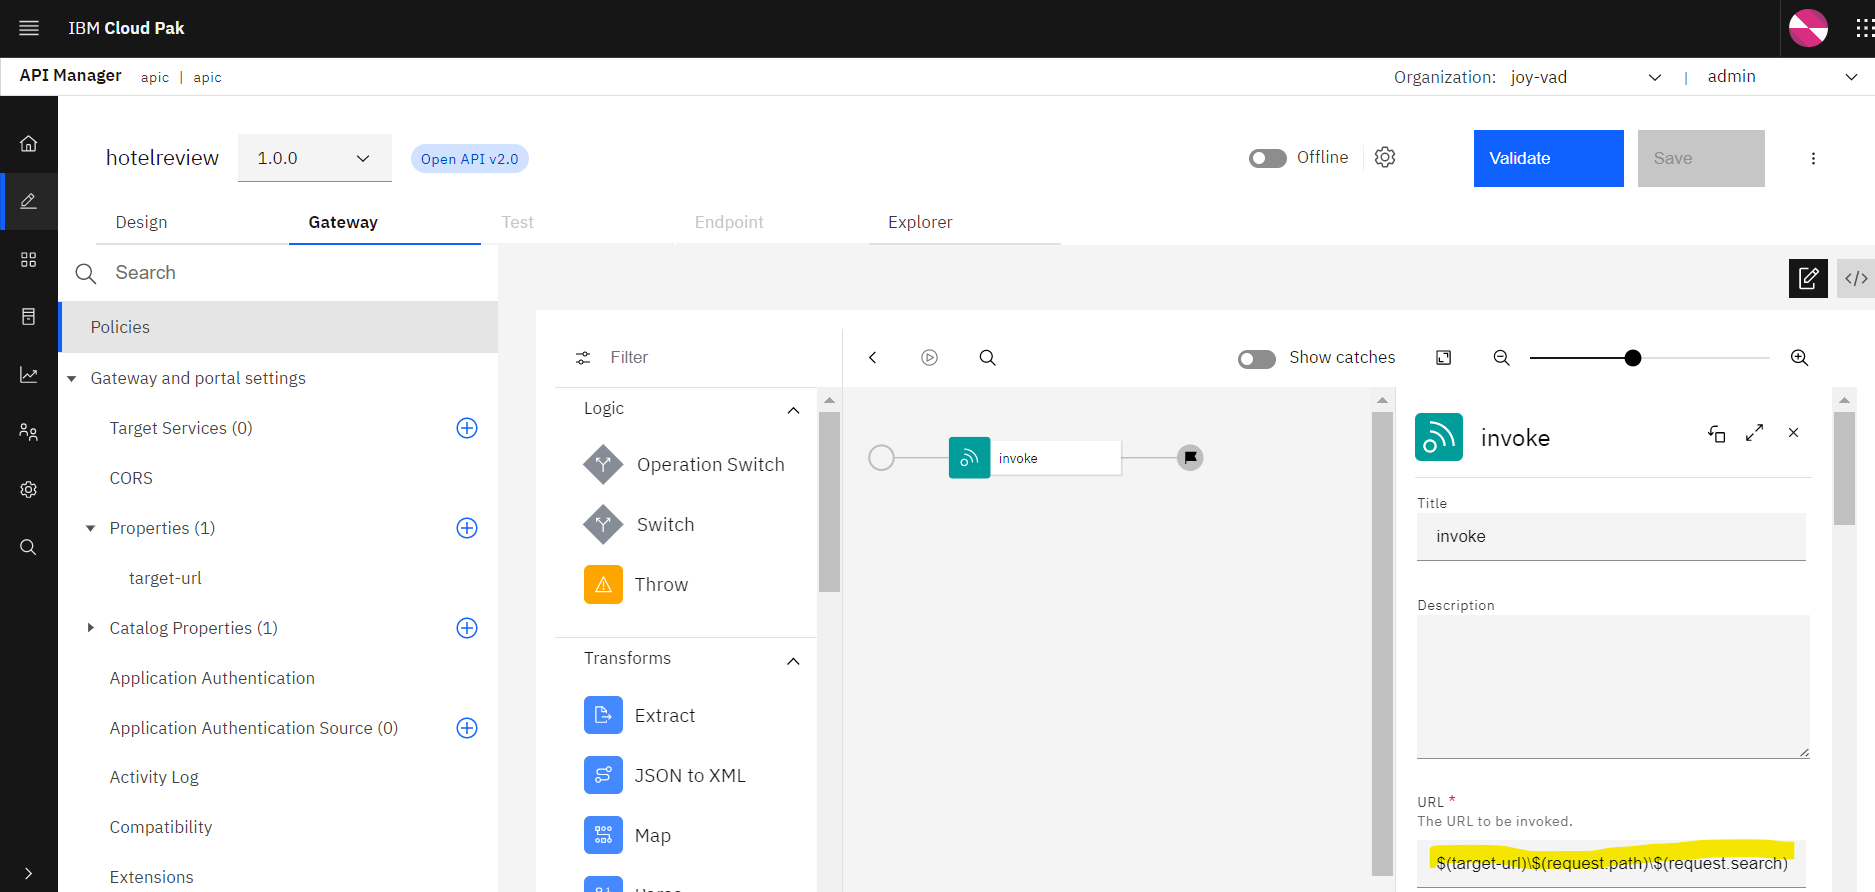 IBM Cloud Pak
API Manager apic | apic
Organization: joy-vad | admin
hotelreview 1.0.0 Open API v2.0 Offline Validate Save
Design Gateway Test Endpoint Explorer
Search
</>
Policies
Gateway and portal settings
Target Services (0)
CORS
Properties (1)
target-url
Catalog Properties (1)
Application Authentication
Application Authentication Source (0)
Activity Log
Compatibility
Extensions
Filter
Logic
Operation Switch
Switch
Throw
Transforms
Extract
JSON to XML
Map
Show catches
invoke
invoke
Title
invoke
Description
URL *
The URL to be invoked.
$(target-url)\$(request.path)\$(request.search)